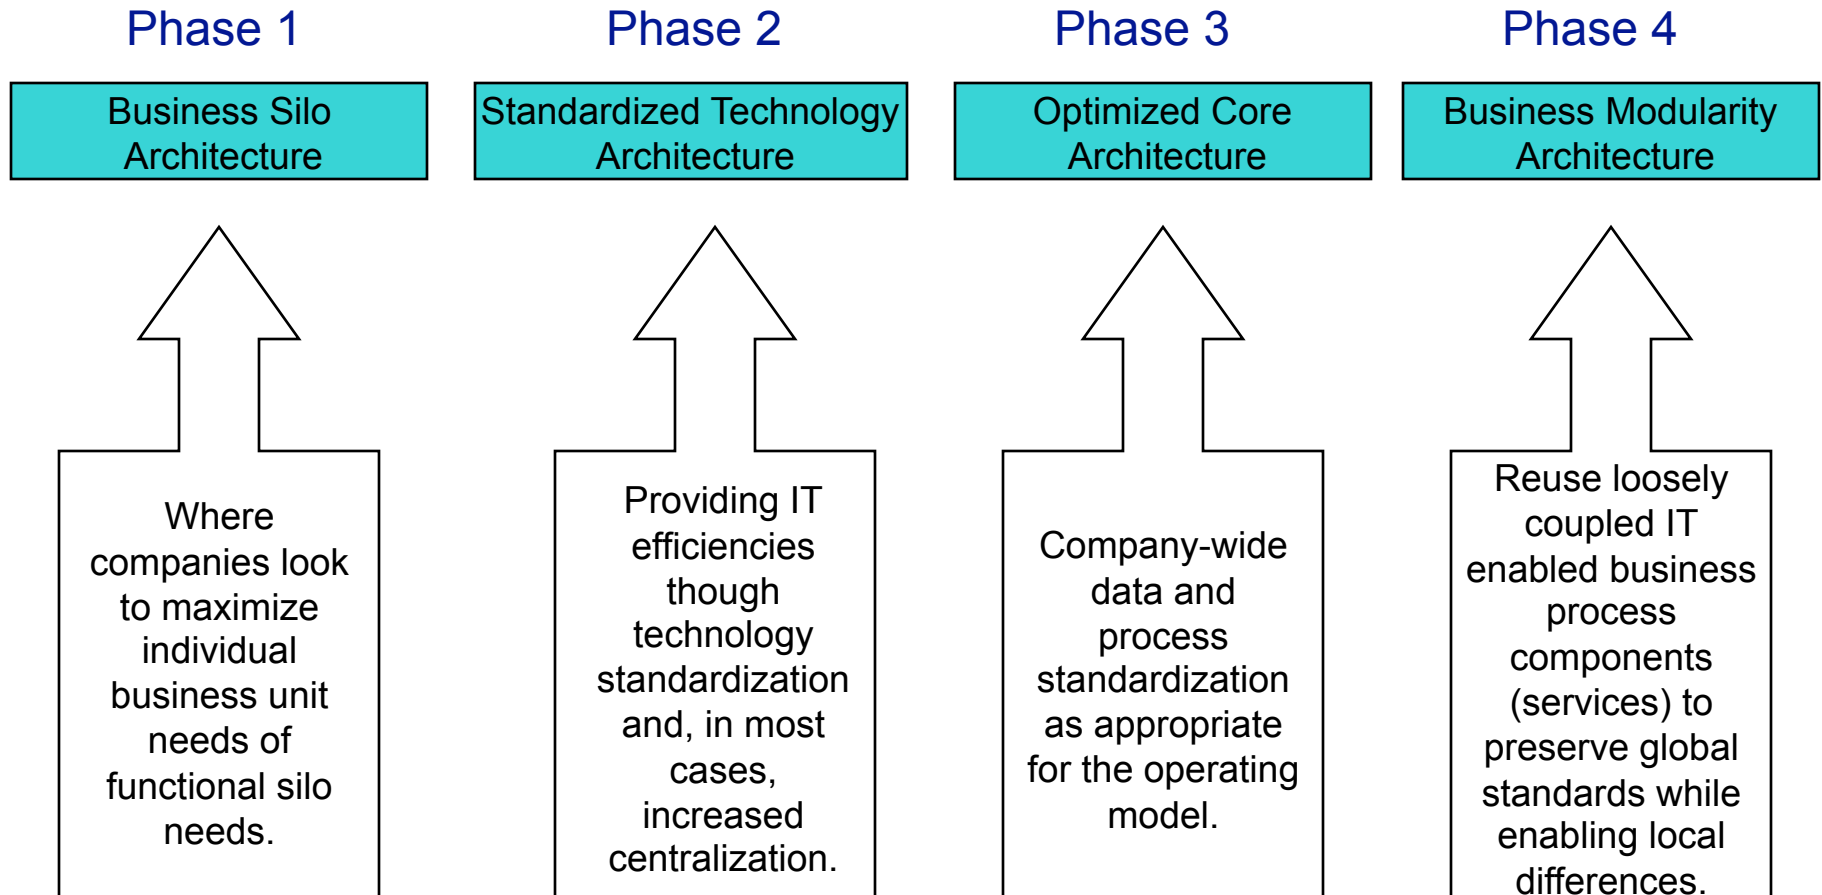 Phase 1
Business Silo
Architecture
Where
companies look
to maximize
individual
business unit
needs of
functional silo
needs.
Phase 2
Standardized Technology
Architecture
Providing IT
efficiencies
though
technology
standardization
and, in most
cases,
increased
centralization.
Phase 3
Optimized Core
Architecture
Company-wide
data and
process
standardization
as appropriate
for the operating
model.
Phase 4
Business Modularity
Architecture
Reuse loosely
coupled IT
enabled business
process
components
(services) to
preserve global
standards while
enabling local
differences.